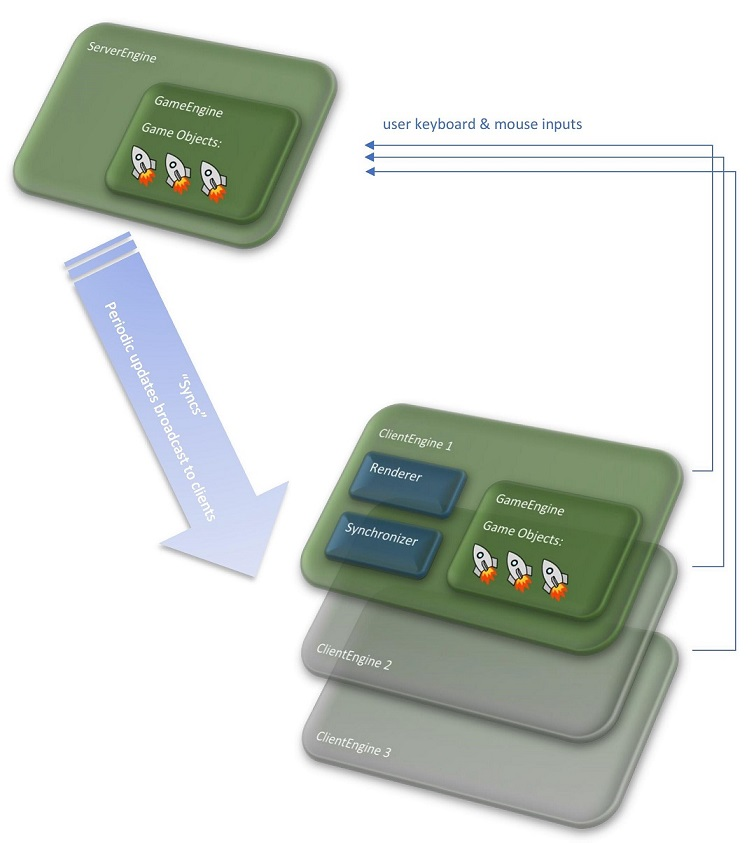 ServerEngine
GameEngine
Game Objects:
user keyboard & mouse inputs
"Syncs"
Periodic updates broadcast to clients
ClientEngine 1
Renderer
Synchronizer
GameEngine
Game Objects:
ClientEngine 2
ClientEngine 3